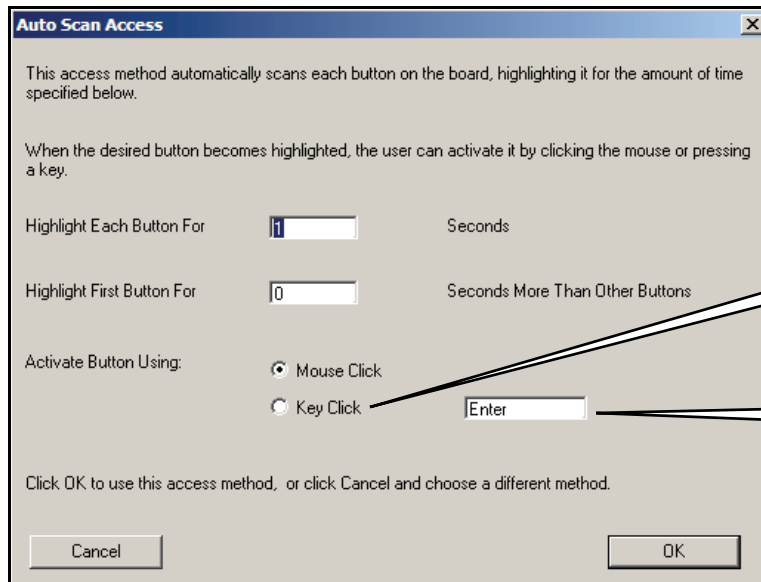 Auto Scan Access
This access method automatically scans each button on the board, highlighting it for the amount of time
specified below.
When the desired button becomes highlighted, the user can activate it by clicking the mouse or pressing
a key.
Highlight Each Button For 1 Seconds
Highlight First Button For 0 Seconds More Than Other Buttons
Activate Button Using: Mouse Click
Key Click Enter
Click OK to use this access method, or click Cancel and choose a different method.
Cancel OK